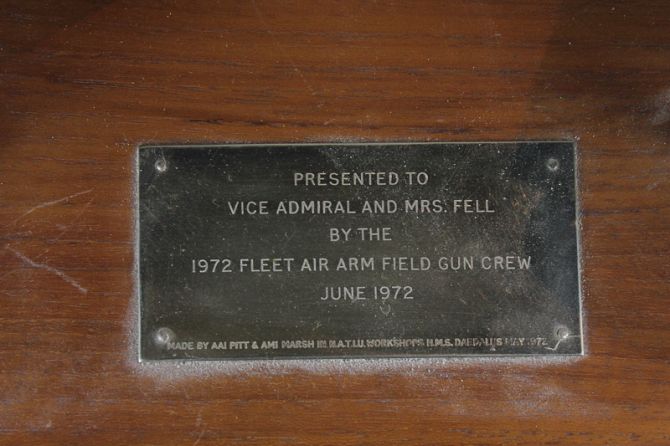 PRESENTED TO
VICE ADMIRAL AND MRS. FELL
BY THE
1972 FLEET AIR ARM FIELD GUN CREW
JUNE 1972
MADE BY AA1 PITT & AM1 MARSH IN N.A.T.I.U. WORKSHOPS H.M.S. DAEDALUS MAY 1972